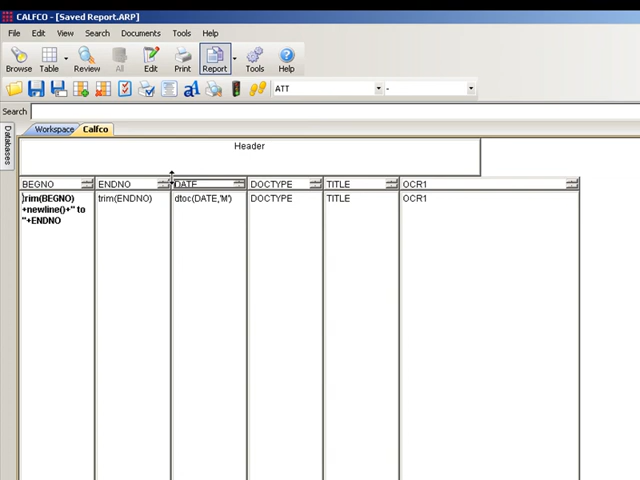 CALFCO - [Saved Report.ARP]
File Edit View Search Documents Tools Help
Browse Table Review All Edit Print Report Tools Help
ATT -
Search
Workspace Calfco
Databases
Header
BEGNO ENDNO DATE DOCTYPE TITLE OCR1
)rim(BEGNO) trim(ENDNO) dtoc(DATE,'M') DOCTYPE TITLE OCR1
+newline()+" to
"+ENDNO